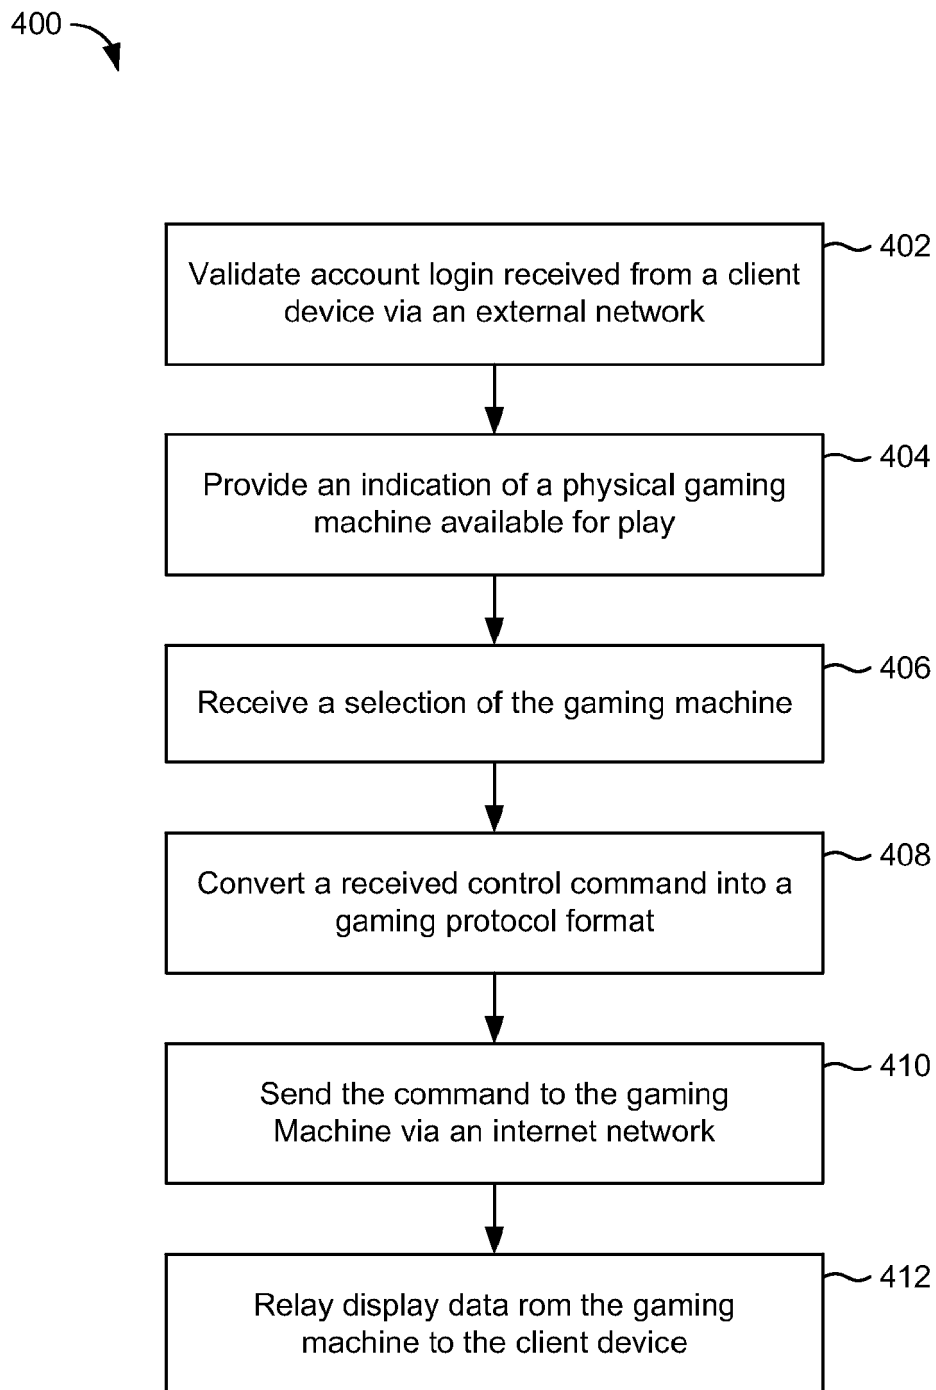 400
402
Validate account login received from a client
device via an external network
404
Provide an indication of a physical gaming
machine available for play
406
Receive a selection of the gaming machine
408
Convert a received control command into a
gaming protocol format
410
Send the command to the gaming
Machine via an internet network
412
Relay display data rom the gaming
machine to the client device